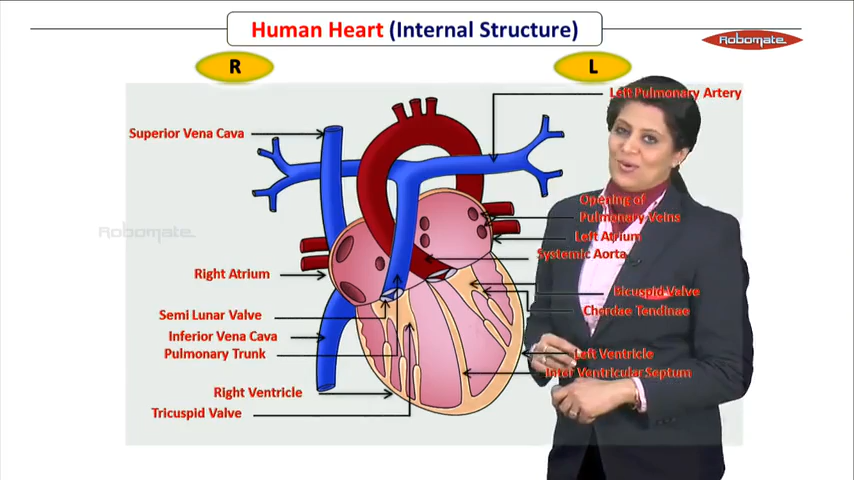 Human Heart (Internal Structure)
Robomate
R
L
Left Pulmonary Artery
Superior Vena Cava
Opening of
Pulmonary Veins
Robomate
Left Atrium
Systemic Aorta
Right Atrium
Bicuspid Valve
Semi Lunar Valve
Chordae Tendinae
Inferior Vena Cava
Pulmonary Trunk
Left Ventricle
Inter Ventricular Septum
Right Ventricle
Tricuspid Valve